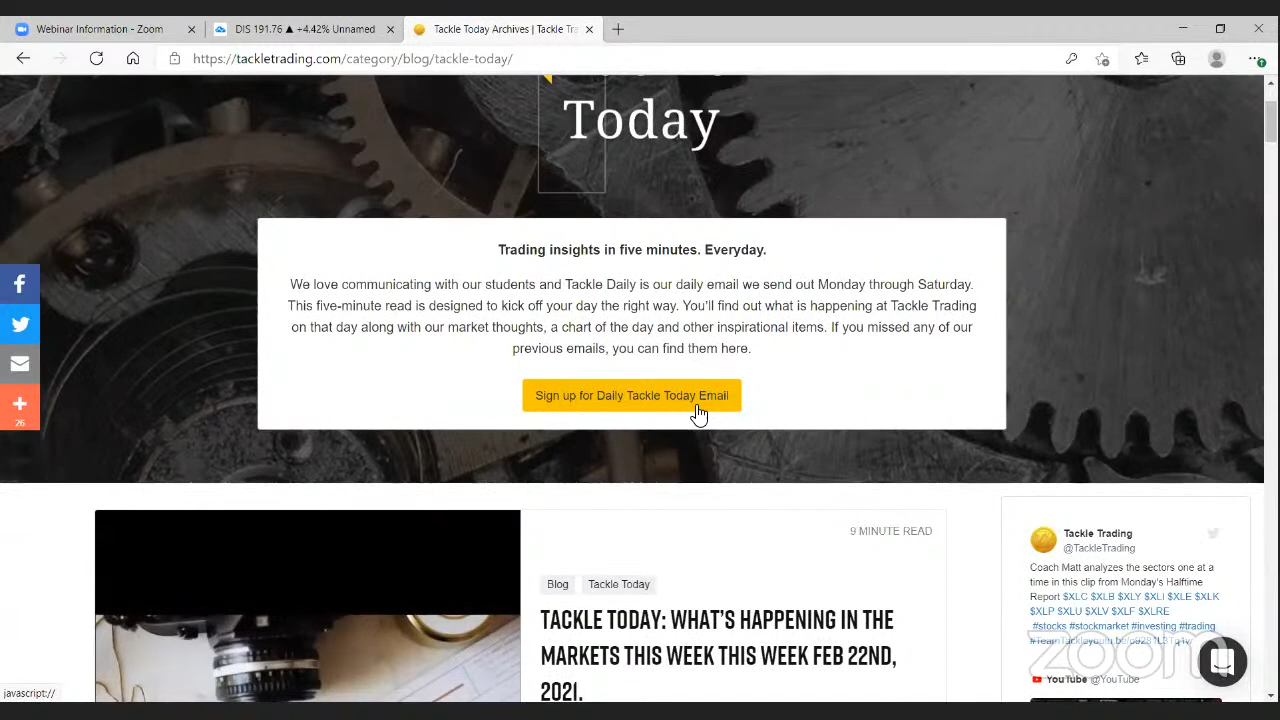 Webinar Information - Zoom
DIS 191.76 ▲ +4.42% Unnamed
Tackle Today Archives | Tackle Tra
https://tackletrading.com/category/blog/tackle-today/
Today
Trading insights in five minutes. Everyday.
We love communicating with our students and Tackle Daily is our daily email we send out Monday through Saturday.
This five-minute read is designed to kick off your day the right way. You'll find out what is happening at Tackle Trading
on that day along with our market thoughts, a chart of the day and other inspirational items. If you missed any of our
previous emails, you can find them here.
Sign up for Daily Tackle Today Email
26
9 MINUTE READ
Blog
Tackle Today
TACKLE TODAY: WHAT'S HAPPENING IN THE
MARKETS THIS WEEK THIS WEEK FEB 22ND,
2021.
Tackle Trading
@TackleTrading
Coach Matt analyzes the sectors one at a
time in this clip from Monday's Halftime
Report $XLC $XLB $XLY $XLI $XLE $XLK
$XLP $XLU $XLV $XLF $XLRE
#stocks #stockmarket #investing #trading
YouTube @YouTube
zoom
javascript://